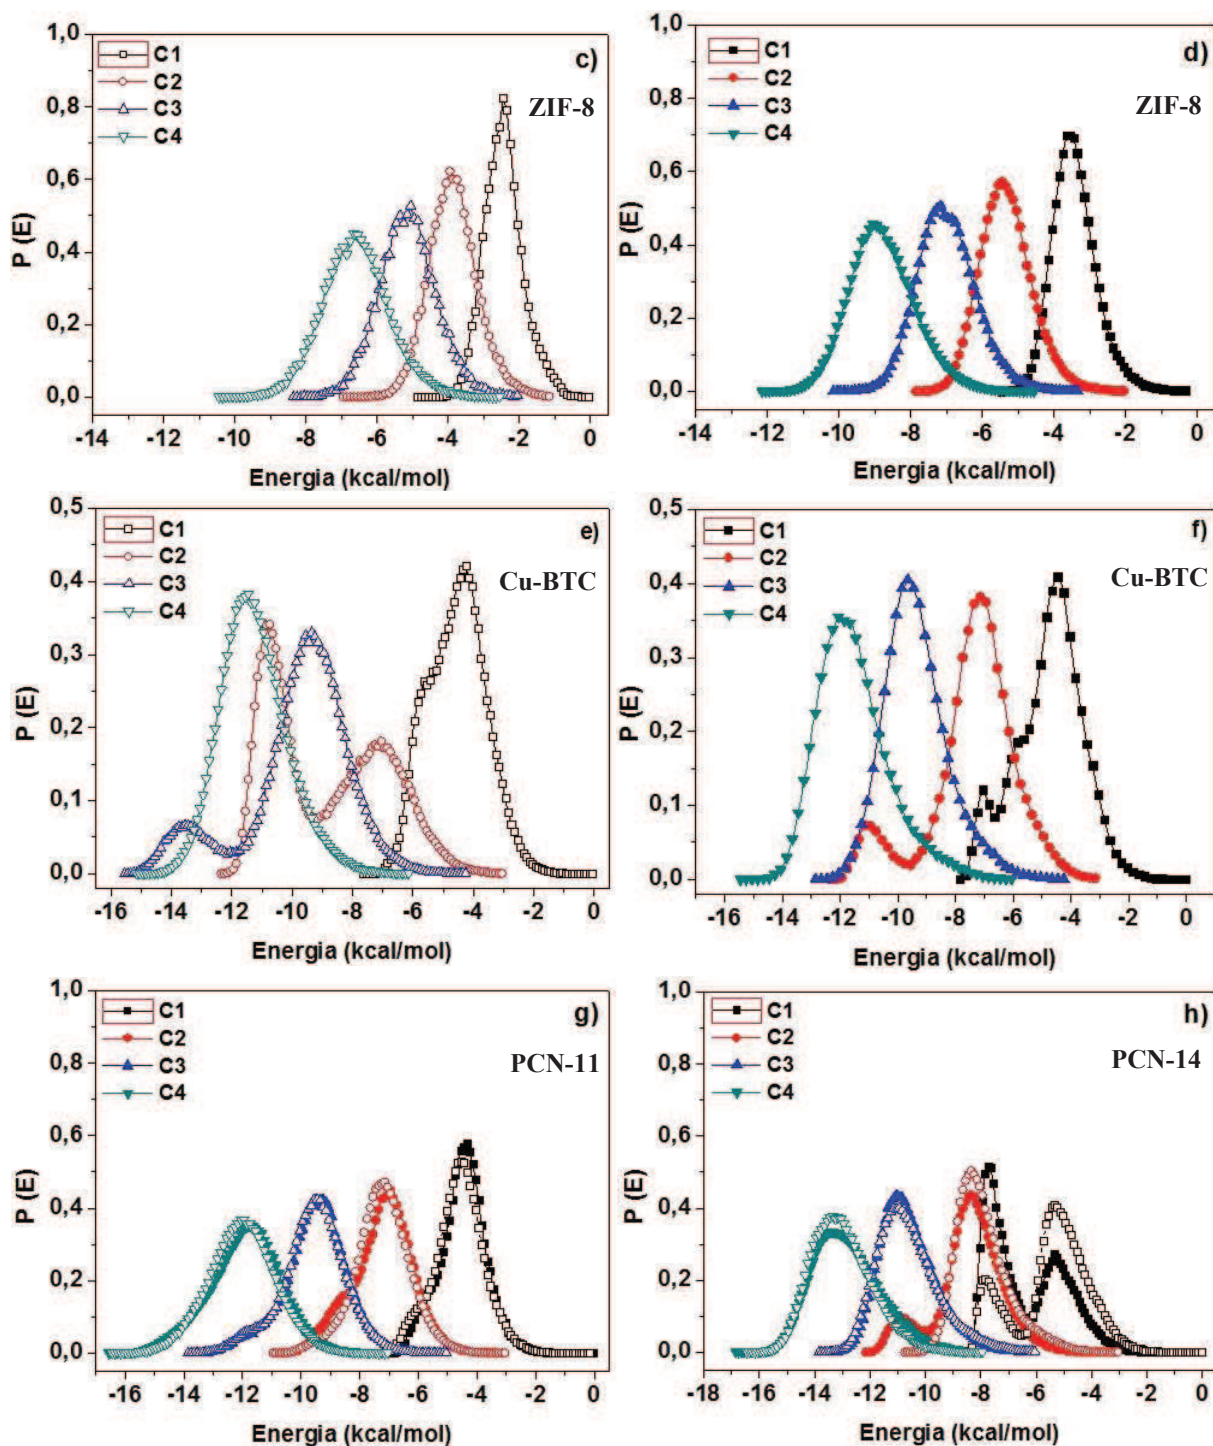 1,0
0,8
0,6
0,4
0,2
0,0
P (E)
C1
C2
C3
C4
c)
ZIF-8
-14 -12 -10 -8 -6 -4 -2 0
Energia (kcal/mol)
1,0
0,8
0,6
0,4
0,2
0,0
P (E)
C1
C2
C3
C4
d)
ZIF-8
-14 -12 -10 -8 -6 -4 -2 0
Energia (kcal/mol)
0,5
0,4
0,3
0,2
0,1
0,0
P (E)
C1
C2
C3
C4
e)
Cu-BTC
-16 -14 -12 -10 -8 -6 -4 -2 0
Energia (kcal/mol)
0,5
0,4
0,3
0,2
0,1
0,0
P (E)
C1
C2
C3
C4
f)
Cu-BTC
-16 -14 -12 -10 -8 -6 -4 -2 0
Energia (kcal/mol)
1,0
0,8
0,6
0,4
0,2
0,0
P (E)
C1
C2
C3
C4
g)
PCN-11
-16 -14 -12 -10 -8 -6 -4 -2 0
Energia (kcal/mol)
1,0
0,8
0,6
0,4
0,2
0,0
P (E)
C1
C2
C3
C4
h)
PCN-14
-18 -16 -14 -12 -10 -8 -6 -4 -2 0
Energia (kcal/mol)